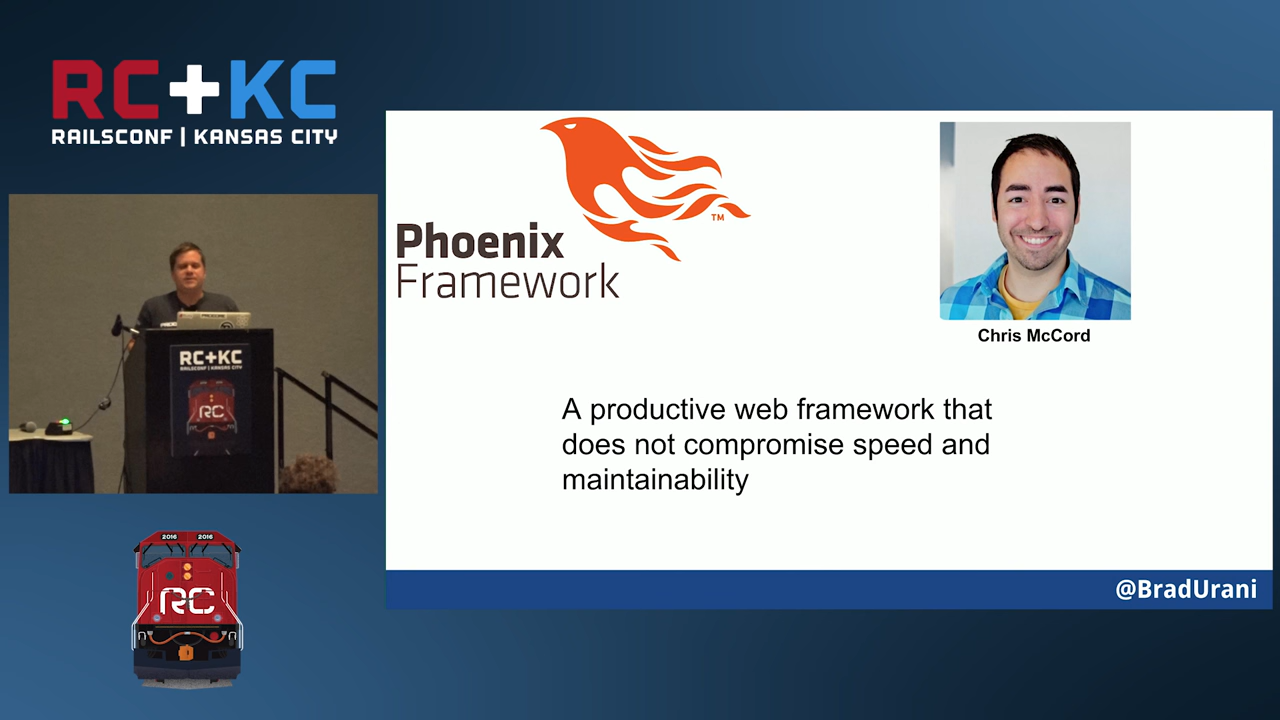 RC+KC
RAILSCONF | KANSAS CITY
RC+KC
RAILSCONF | KANSAS CITY
RC
2016 2016
RC
Phoenix
Framework
TM
Chris McCord
A productive web framework that
does not compromise speed and
maintainability
@BradUrani